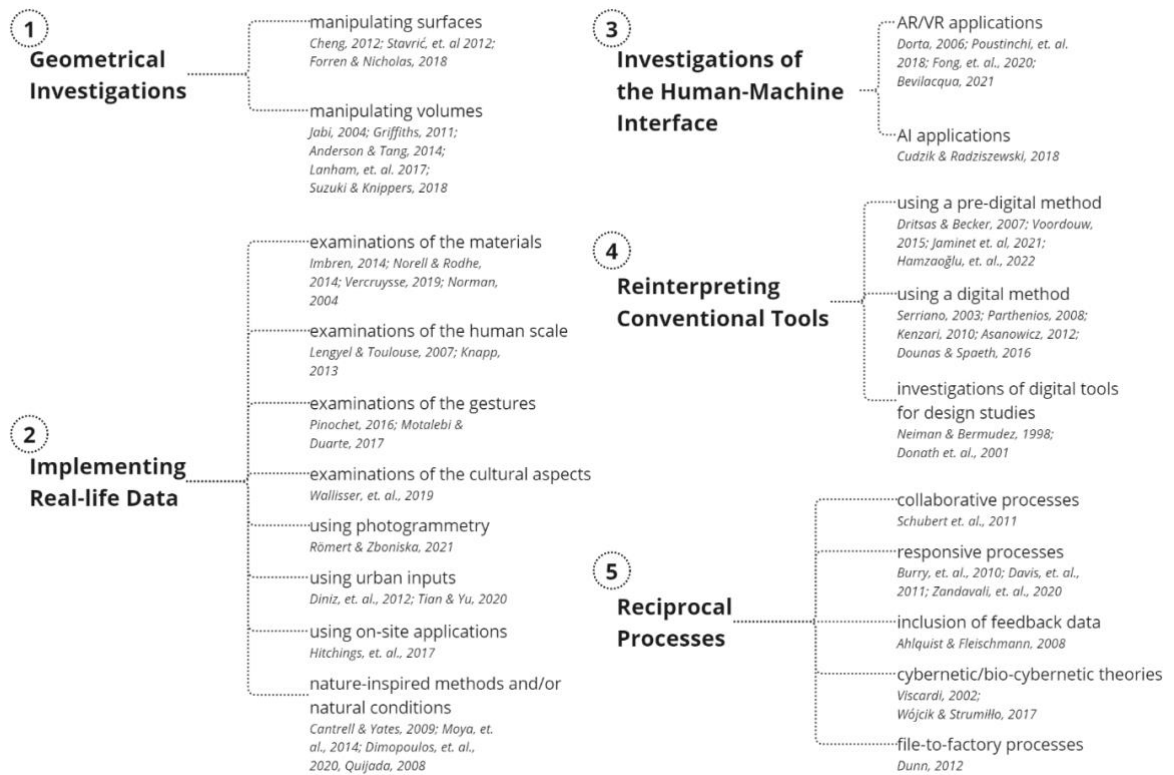 1
Geometrical
Investigations
manipulating surfaces
Cheng, 2012; Stavrić, et. al 2012;
Forren & Nicholas, 2018
manipulating volumes
Jabi, 2004; Griffiths, 2011;
Anderson & Tang, 2014;
Lanham, et. al. 2017;
Suzuki & Knippers, 2018
2
Implementing
Real-life Data
examinations of the materials
Imbren, 2014; Norell & Rodhe,
2014; Vercruysse, 2019; Norman,
2004
examinations of the human scale
Lengyel & Toulouse, 2007; Knapp,
2013
examinations of the gestures
Pinochet, 2016; Motalebi &
Duarte, 2017
examinations of the cultural aspects
Wallisser, et. al., 2019
using photogrammetry
Römert & Zboniska, 2021
using urban inputs
Diniz, et. al., 2012; Tian & Yu, 2020
using on-site applications
Hitchings, et. al., 2017
nature-inspired methods and/or
natural conditions
Cantrell & Yates, 2009; Moya, et.
al., 2014; Dimopoulos, et. al.,
2020, Quijada, 2008
3
Investigations of
the Human-Machine
Interface
AR/VR applications
Dorta, 2006; Poustinchi, et. al.
2018; Fong, et. al., 2020;
Bevilacqua, 2021
AI applications
Cudzik & Radziszewski, 2018
4
Reinterpreting
Conventional Tools
using a pre-digital method
Dritsas & Becker, 2007; Voordouw,
2015; Jaminet et. al, 2021;
Hamzaoğlu, et. al., 2022
using a digital method
Serriano, 2003; Parthenios, 2008;
Kenzari, 2010; Asanowicz, 2012;
Dounas & Spaeth, 2016
investigations of digital tools
for design studies
Neiman & Bermudez, 1998;
Donath et. al., 2001
5
Reciprocal
Processes
collaborative processes
Schubert et. al., 2011
responsive processes
Burry, et. al., 2010; Davis, et. al.,
2011; Zandavali, et. al., 2020
inclusion of feedback data
Ahlquist & Fleischmann, 2008
cybernetic/bio-cybernetic theories
Viscardi, 2002;
Wójcik & Strumiłło, 2017
file-to-factory processes
Dunn, 2012